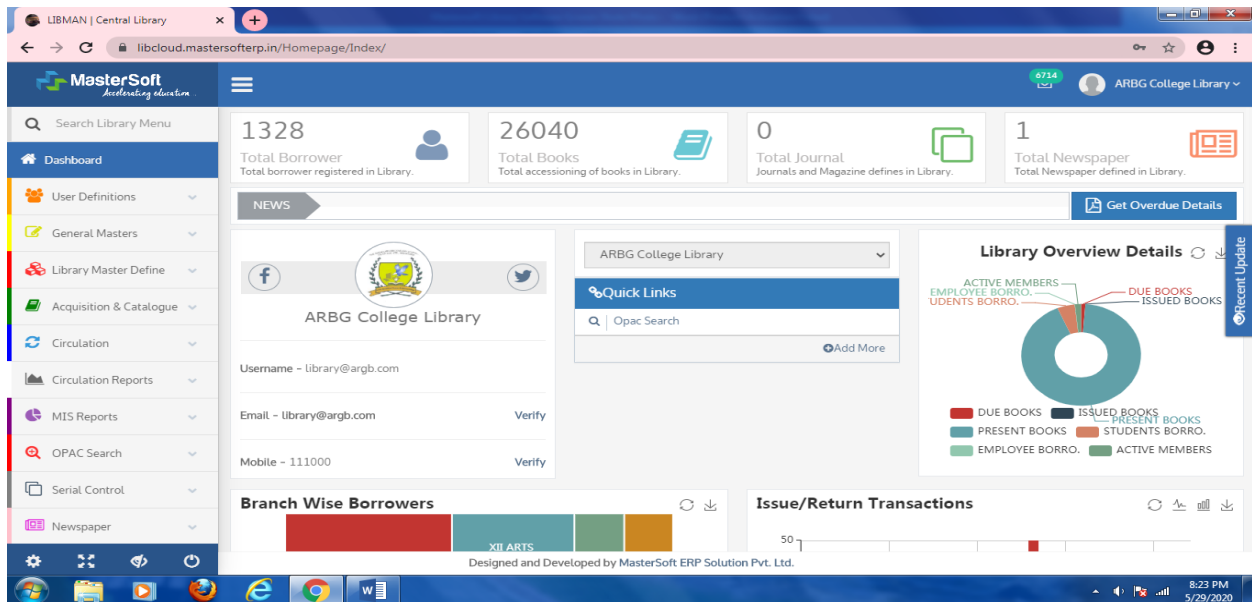 LIBMAN | Central Library
libcloud.mastersofterp.in/Homepage/Index/
MasterSoft
Accelerating education
6714
ARBG College Library
Search Library Menu
Dashboard
User Definitions
General Masters
Library Master Define
Acquisition & Catalogue
Circulation
Circulation Reports
MIS Reports
OPAC Search
Serial Control
Newspaper
1328
Total Borrower
Total borrower registered in Library.
26040
Total Books
Total accessioning of books in Library.
0
Total Journal
Journals and Magazine defines in Library.
1
Total Newspaper
Total Newspaper defined in Library.
NEWS
Get Overdue Details
ARBG College Library
Username - library@argb.com
Email - library@argb.com Verify
Mobile - 111000 Verify
ARBG College Library
Quick Links
Opac Search
Add More
Library Overview Details
ACTIVE MEMBERS
EMPLOYEE BORRO.
UDENTS BORRO.
DUE BOOKS
ISSUED BOOKS
PRESENT BOOKS
DUE BOOKS ISSUED BOOKS
PRESENT BOOKS STUDENTS BORRO.
EMPLOYEE BORRO. ACTIVE MEMBERS
Recent Update
Branch Wise Borrowers
XII ARTS
Issue/Return Transactions
50
Designed and Developed by MasterSoft ERP Solution Pvt. Ltd.
8:23 PM
5/29/2020